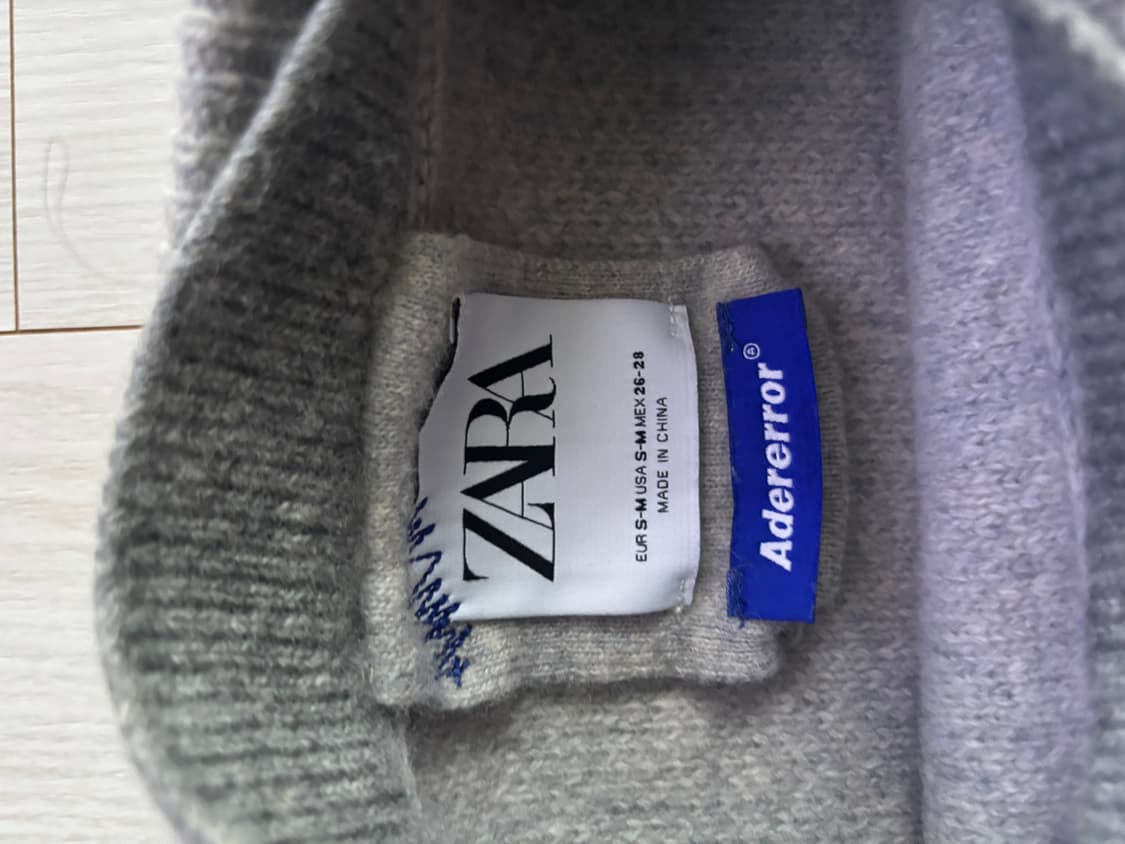 ZARA
EUR S-M USA S-M MEX 26-28
MADE IN CHINA
Adererror®